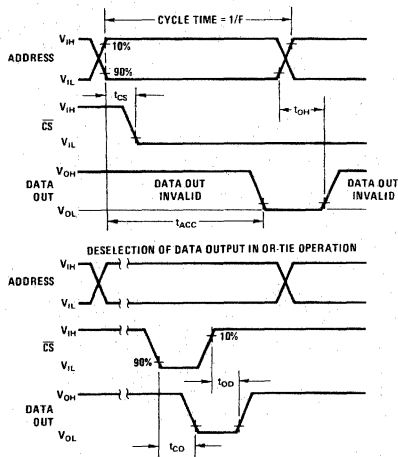 CYCLE TIME = 1/F
VIH
10%
ADDRESS
90%
VIL
tCS
tOH
VIH
CS
VIL
VOH
DATA OUT
DATA OUT INVALID
DATA OUT INVALID
VOL
tACC
DESELECTION OF DATA OUTPUT IN OR-TIE OPERATION
VIH
ADDRESS
VIL
VIH
10%
CS
90%
VIL
tOD
VOH
DATA OUT
VOL
tCO